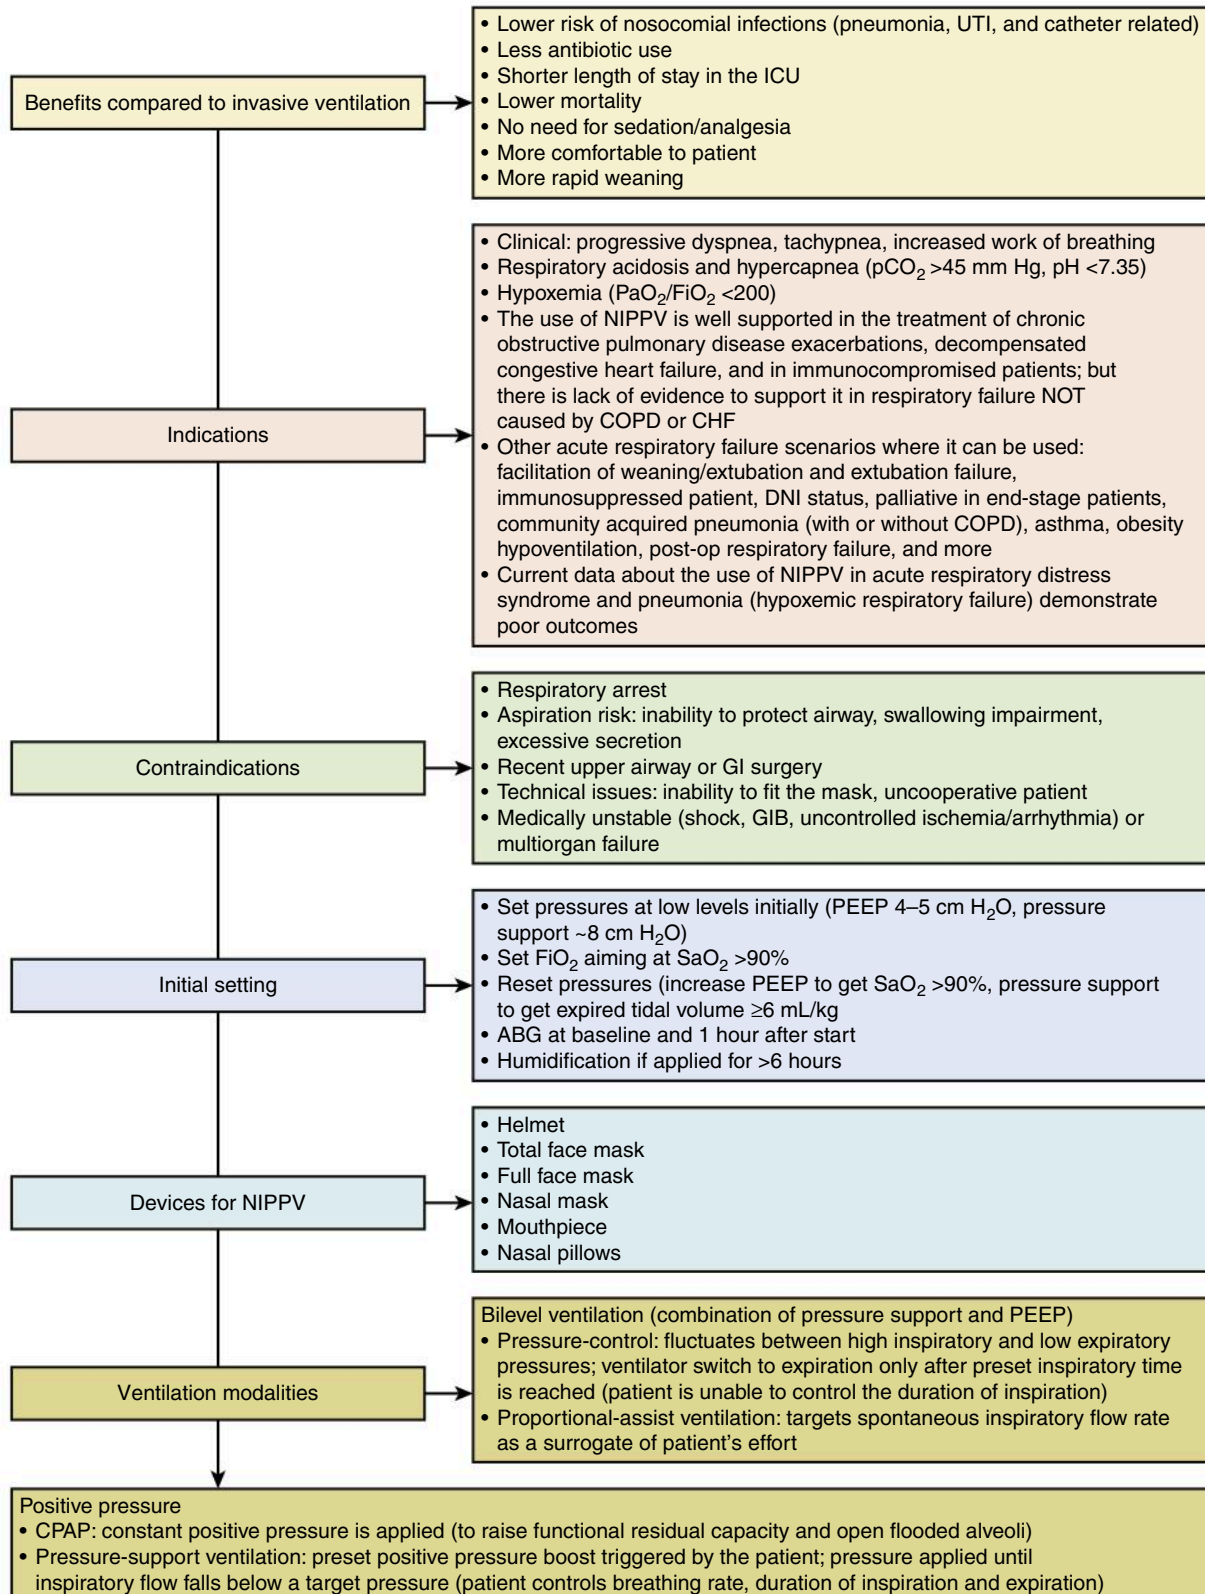 Benefits compared to invasive ventilation
• Lower risk of nosocomial infections (pneumonia, UTI, and catheter related)
• Less antibiotic use
• Shorter length of stay in the ICU
• Lower mortality
• No need for sedation/analgesia
• More comfortable to patient
• More rapid weaning
Indications
• Clinical: progressive dyspnea, tachypnea, increased work of breathing
• Respiratory acidosis and hypercapnea (pCO₂ >45 mm Hg, pH <7.35)
• Hypoxemia (PaO₂/FiO₂ <200)
• The use of NIPPV is well supported in the treatment of chronic
obstructive pulmonary disease exacerbations, decompensated
congestive heart failure, and in immunocompromised patients; but
there is lack of evidence to support it in respiratory failure NOT
caused by COPD or CHF
• Other acute respiratory failure scenarios where it can be used:
facilitation of weaning/extubation and extubation failure,
immunosuppressed patient, DNI status, palliative in end-stage patients,
community acquired pneumonia (with or without COPD), asthma, obesity
hypoventilation, post-op respiratory failure, and more
• Current data about the use of NIPPV in acute respiratory distress
syndrome and pneumonia (hypoxemic respiratory failure) demonstrate
poor outcomes
Contraindications
• Respiratory arrest
• Aspiration risk: inability to protect airway, swallowing impairment,
excessive secretion
• Recent upper airway or GI surgery
• Technical issues: inability to fit the mask, uncooperative patient
• Medically unstable (shock, GIB, uncontrolled ischemia/arrhythmia) or
multiorgan failure
Initial setting
• Set pressures at low levels initially (PEEP 4–5 cm H₂O, pressure
support ~8 cm H₂O)
• Set FiO₂ aiming at SaO₂ >90%
• Reset pressures (increase PEEP to get SaO₂ >90%, pressure support
to get expired tidal volume ≥6 mL/kg
• ABG at baseline and 1 hour after start
• Humidification if applied for >6 hours
Devices for NIPPV
• Helmet
• Total face mask
• Full face mask
• Nasal mask
• Mouthpiece
• Nasal pillows
Ventilation modalities
Bilevel ventilation (combination of pressure support and PEEP)
• Pressure-control: fluctuates between high inspiratory and low expiratory
pressures; ventilator switch to expiration only after preset inspiratory time
is reached (patient is unable to control the duration of inspiration)
• Proportional-assist ventilation: targets spontaneous inspiratory flow rate
as a surrogate of patient's effort
Positive pressure
• CPAP: constant positive pressure is applied (to raise functional residual capacity and open flooded alveoli)
• Pressure-support ventilation: preset positive pressure boost triggered by the patient; pressure applied until
inspiratory flow falls below a target pressure (patient controls breathing rate, duration of inspiration and expiration)